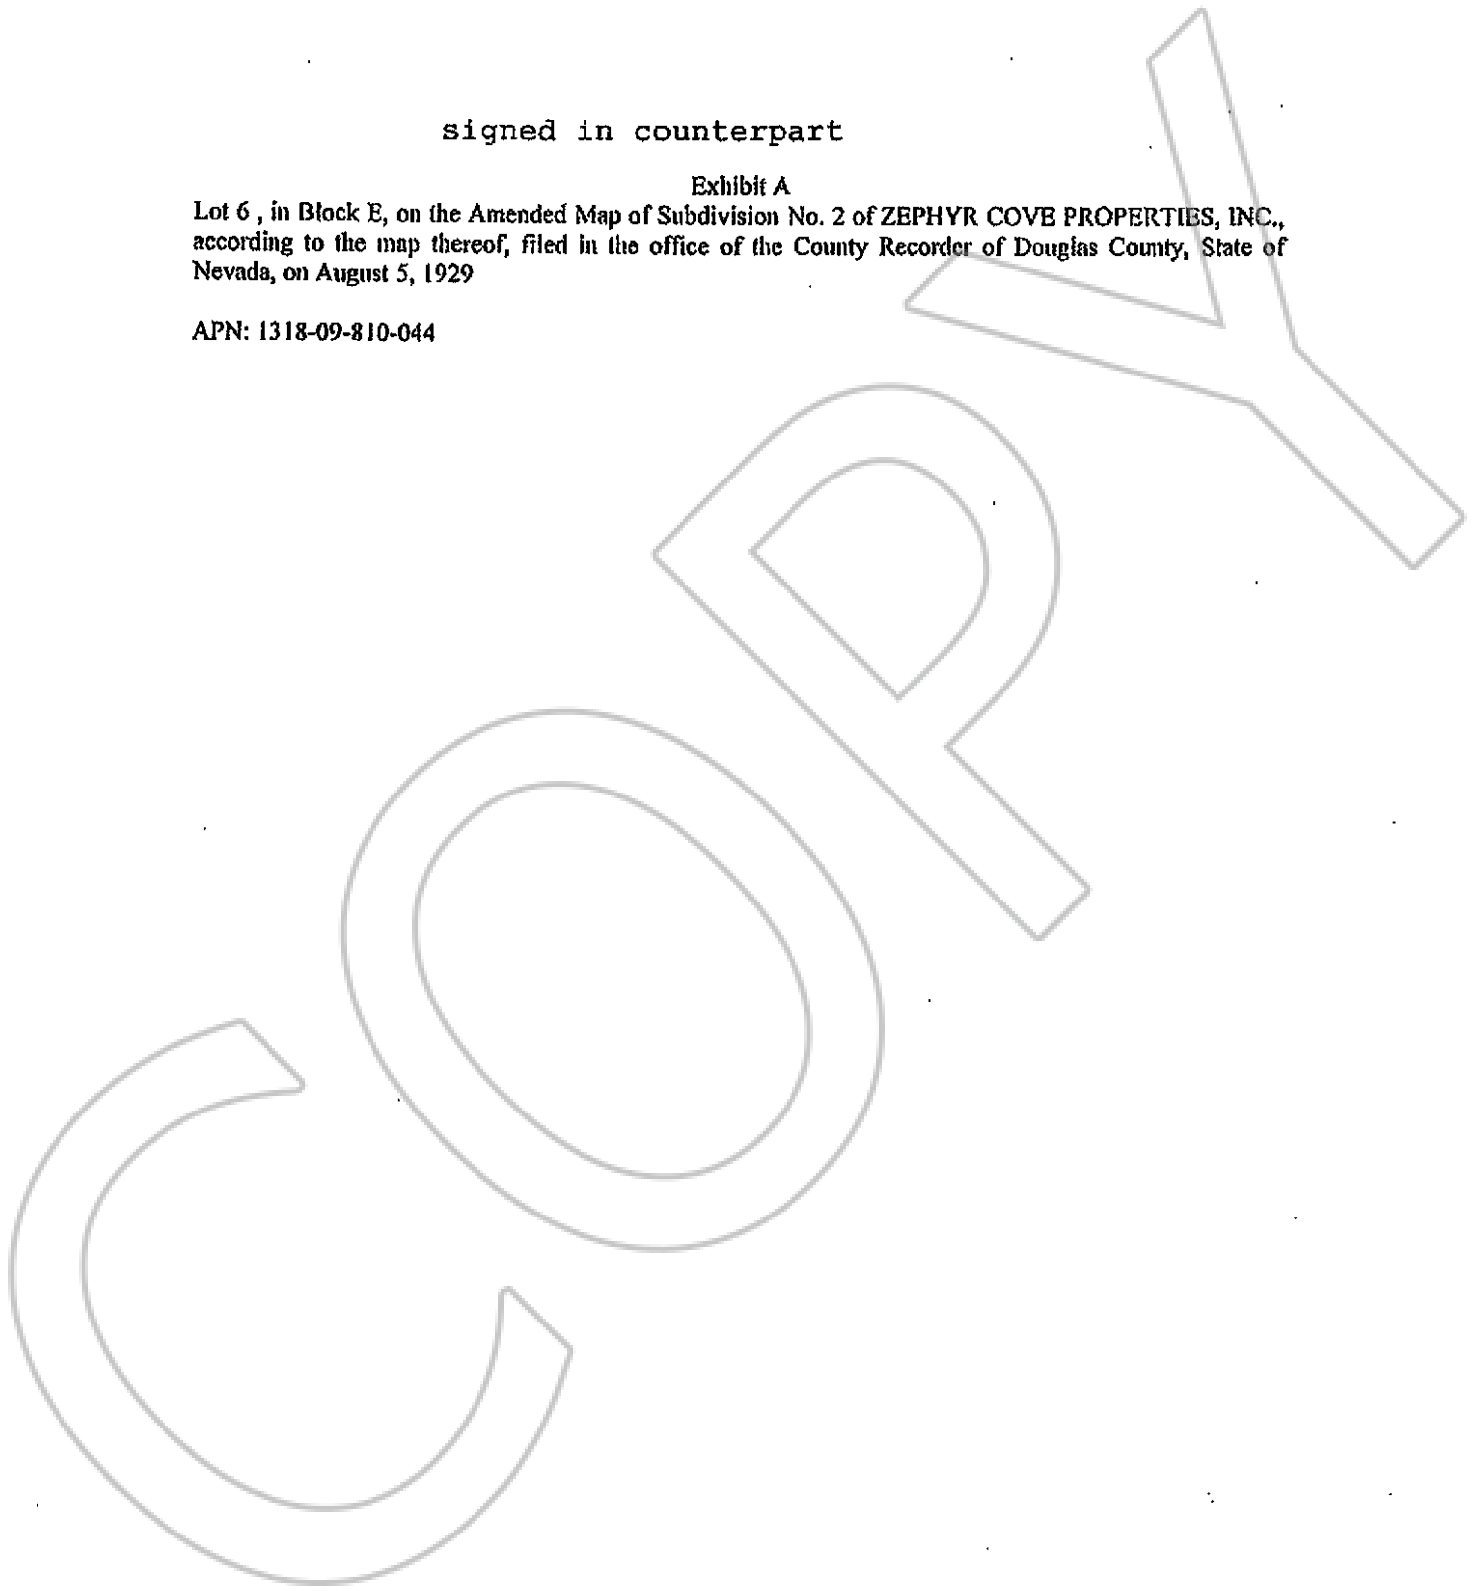 signed in counterpart
Exhibit A
Lot 6 , in Block E, on the Amended Map of Subdivision No. 2 of ZEPHYR COVE PROPERTIES, INC.,
according to the map thereof, filed in the office of the County Recorder of Douglas County, State of
Nevada, on August 5, 1929
APN: 1318-09-810-044
COPY